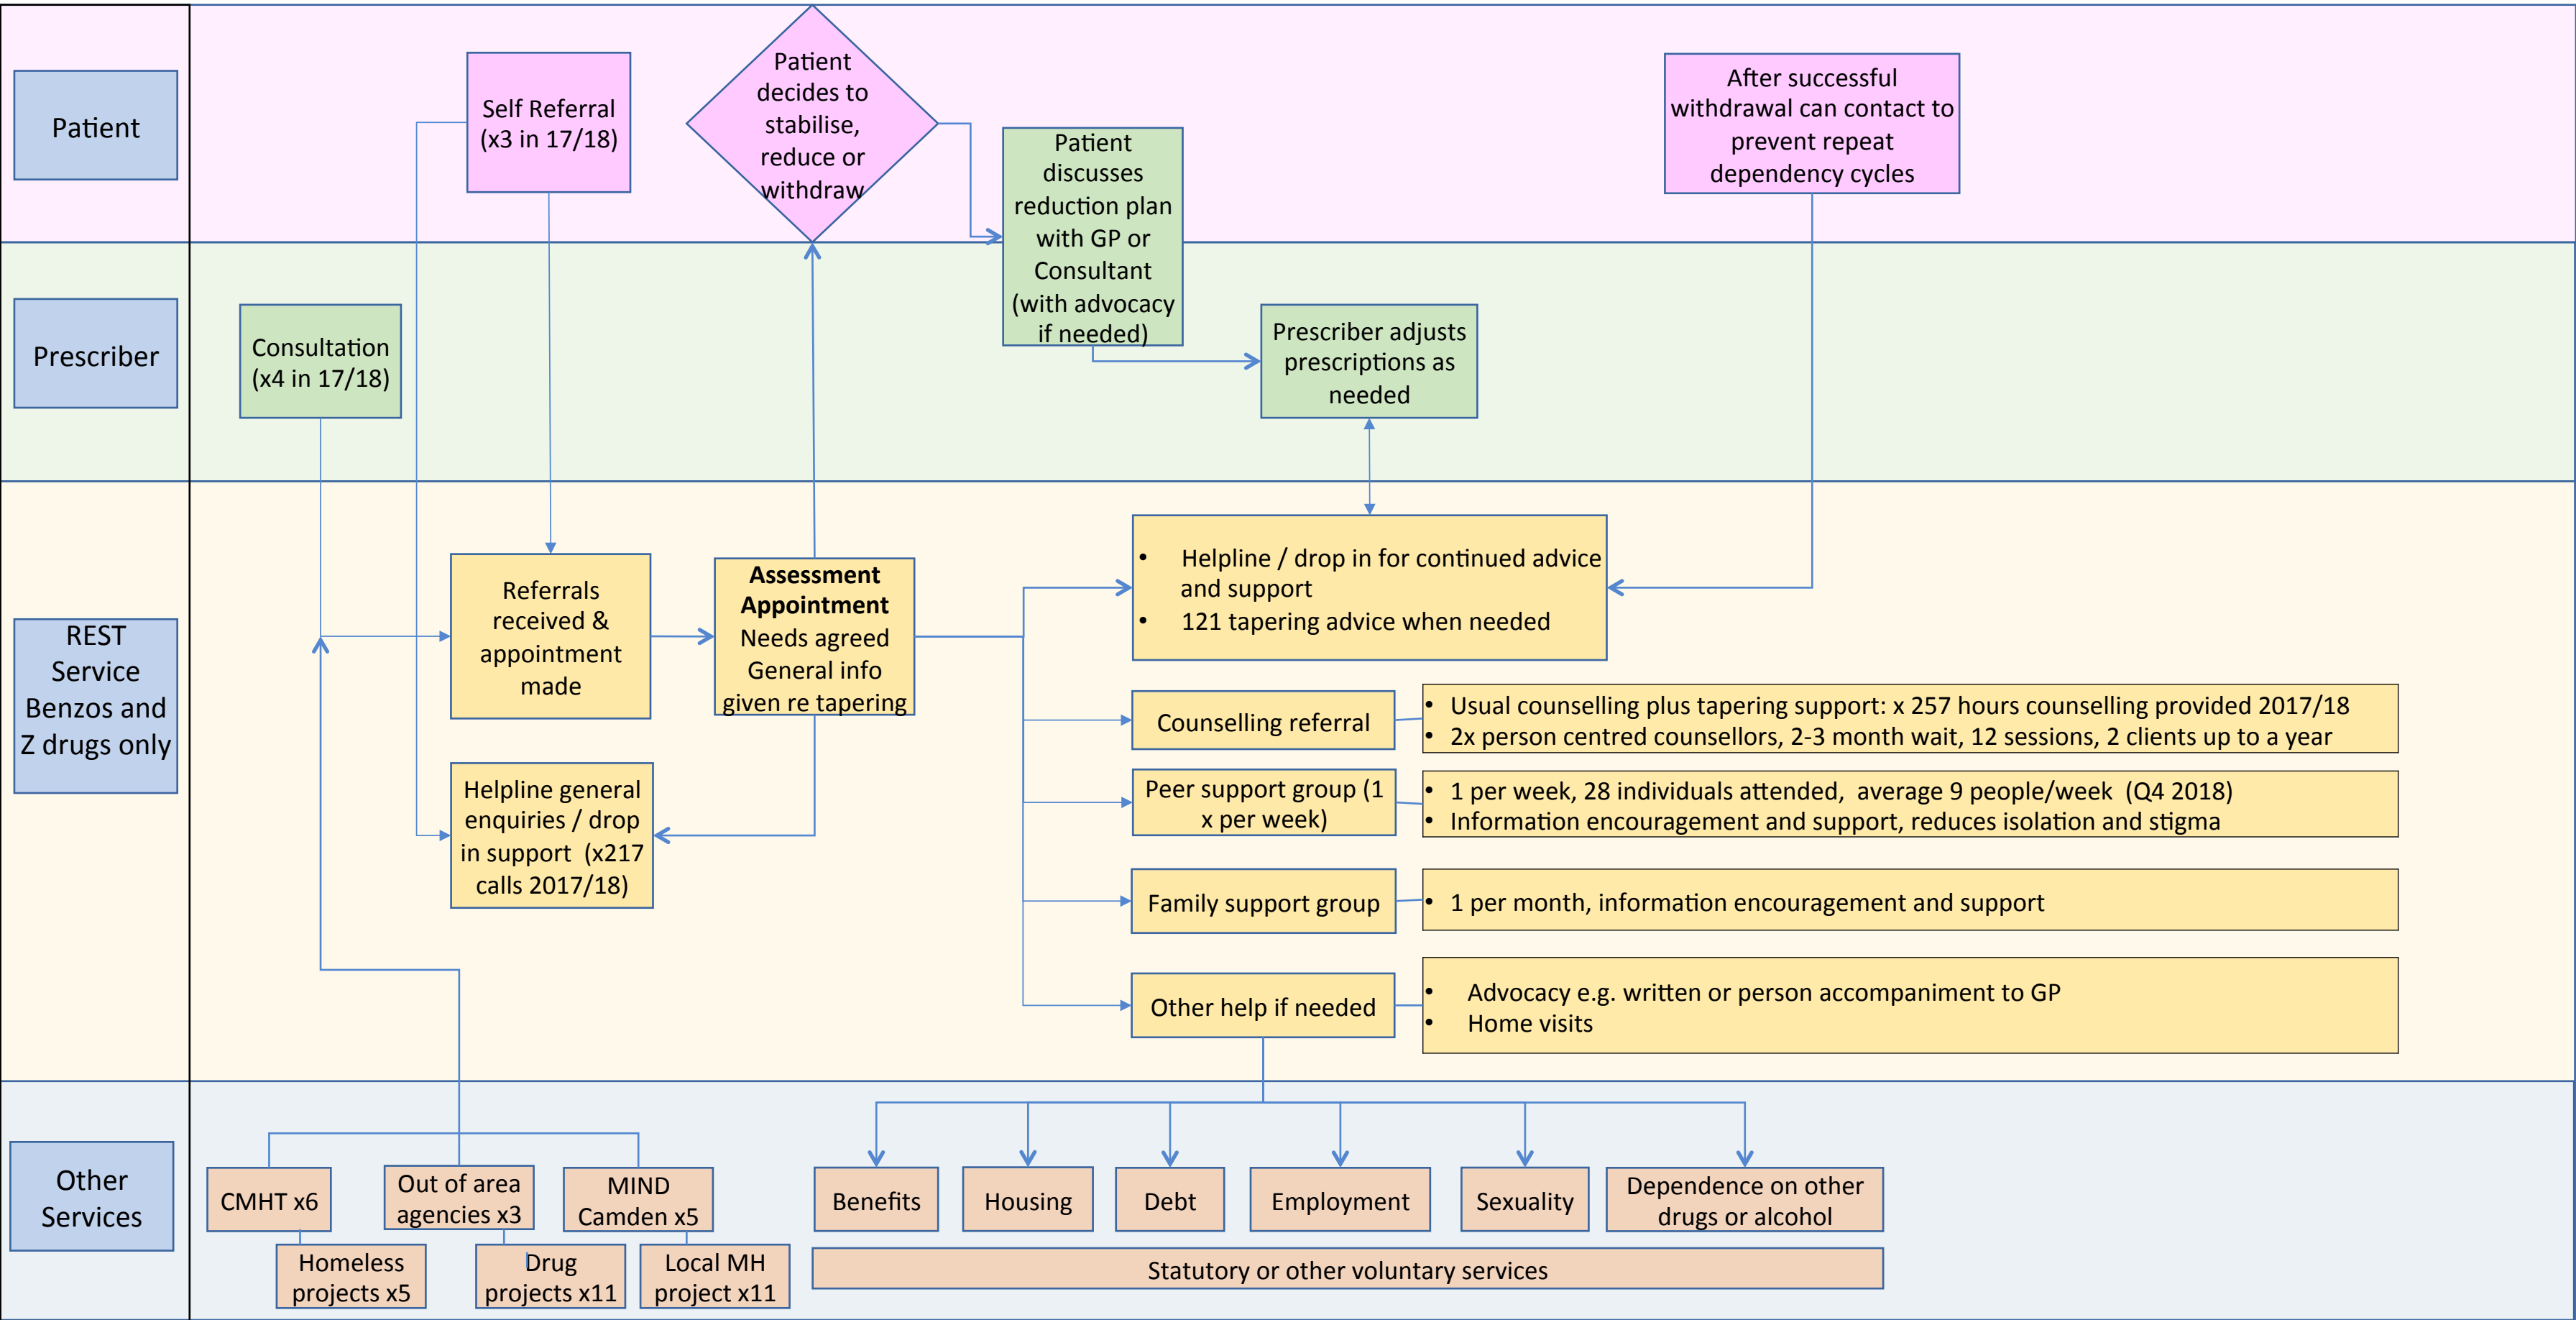 Patient
Self Referral
(x3 in 17/18)
Patient
decides to
stabilise,
reduce or
withdraw
Patient
discusses
reduction plan
with GP or
Consultant
(with advocacy
if needed)
After successful
withdrawal can contact to
prevent repeat
dependency cycles
Prescriber
Consultation
(x4 in 17/18)
Prescriber adjusts
prescriptions as
needed
REST
Service
Benzos and
Z drugs only
Referrals
received &
appointment
made
Assessment
Appointment
Needs agreed
General info
given re tapering
Helpline general
enquiries / drop
in support (x217
calls 2017/18)
• Helpline / drop in for continued advice
and support
• 121 tapering advice when needed
Counselling referral
• Usual counselling plus tapering support: x 257 hours counselling provided 2017/18
• 2x person centred counsellors, 2-3 month wait, 12 sessions, 2 clients up to a year
Peer support group (1
x per week)
• 1 per week, 28 individuals attended, average 9 people/week (Q4 2018)
• Information encouragement and support, reduces isolation and stigma
Family support group
• 1 per month, information encouragement and support
Other help if needed
• Advocacy e.g. written or person accompaniment to GP
• Home visits
Other
Services
CMHT x6
Out of area
agencies x3
MIND
Camden x5
Homeless
projects x5
Drug
projects x11
Local MH
project x11
Benefits
Housing
Debt
Employment
Sexuality
Dependence on other
drugs or alcohol
Statutory or other voluntary services